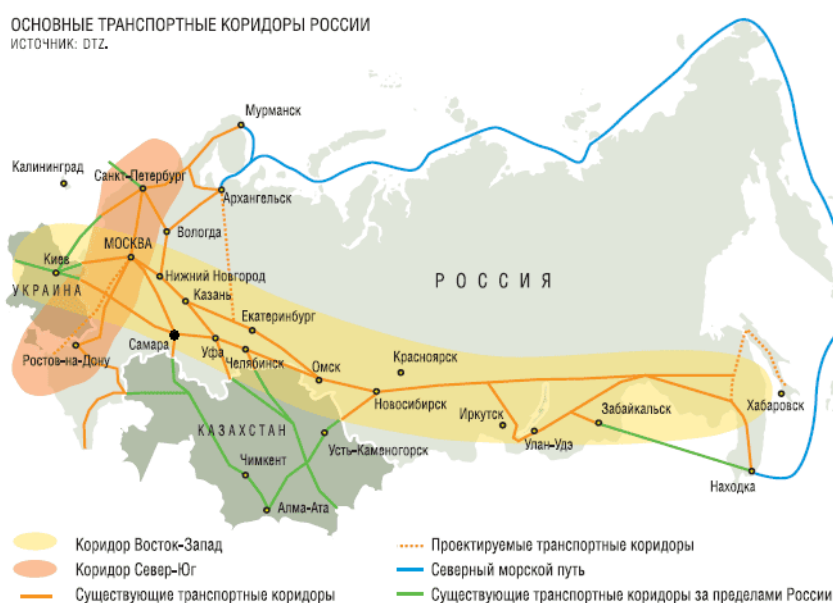 ОСНОВНЫЕ ТРАНСПОРТНЫЕ КОРИДОРЫ РОССИИ
ИСТОЧНИК: DTZ.
Мурманск
Калининград
Санкт-Петербург
Архангельск
Вологда
МОСКВА
Киев
Нижний Новгород
УКРАИНА
Казань
РОССИЯ
Екатеринбург
Самара
Ростов-на-Дону
Уфа
Челябинск
Омск
Красноярск
Новосибирск
Иркутск
Забайкальск
Хабаровск
Улан-Удэ
КАЗАХСТАН
Усть-Каменогорск
Чимкент
Находка
Алма-Ата
Коридор Восток-Запад
Коридор Север-Юг
Существующие транспортные коридоры
Проектируемые транспортные коридоры
Северный морской путь
Существующие транспортные коридоры за пределами России